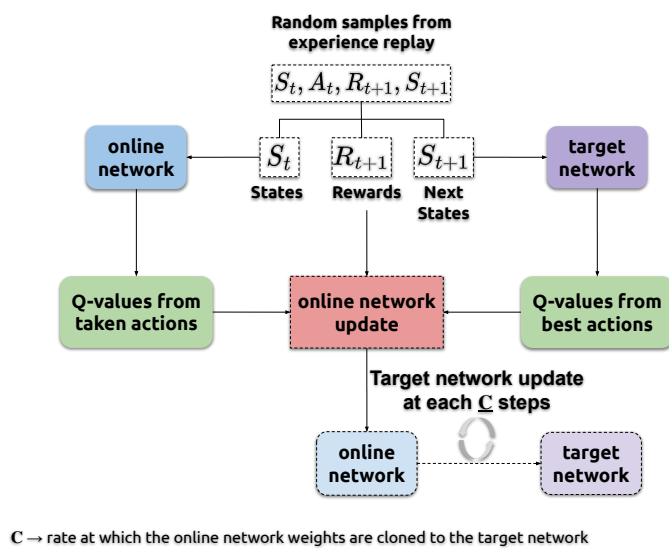 Random samples from
experience replay
S_t, A_t, R_{t+1}, S_{t+1}
online
network
S_t
R_{t+1}
S_{t+1}
target
network
States
Rewards
Next
States
Q-values from
taken actions
online network
update
Q-values from
best actions
Target network update
at each C steps
online
network
target
network
C → rate at which the online network weights are cloned to the target network